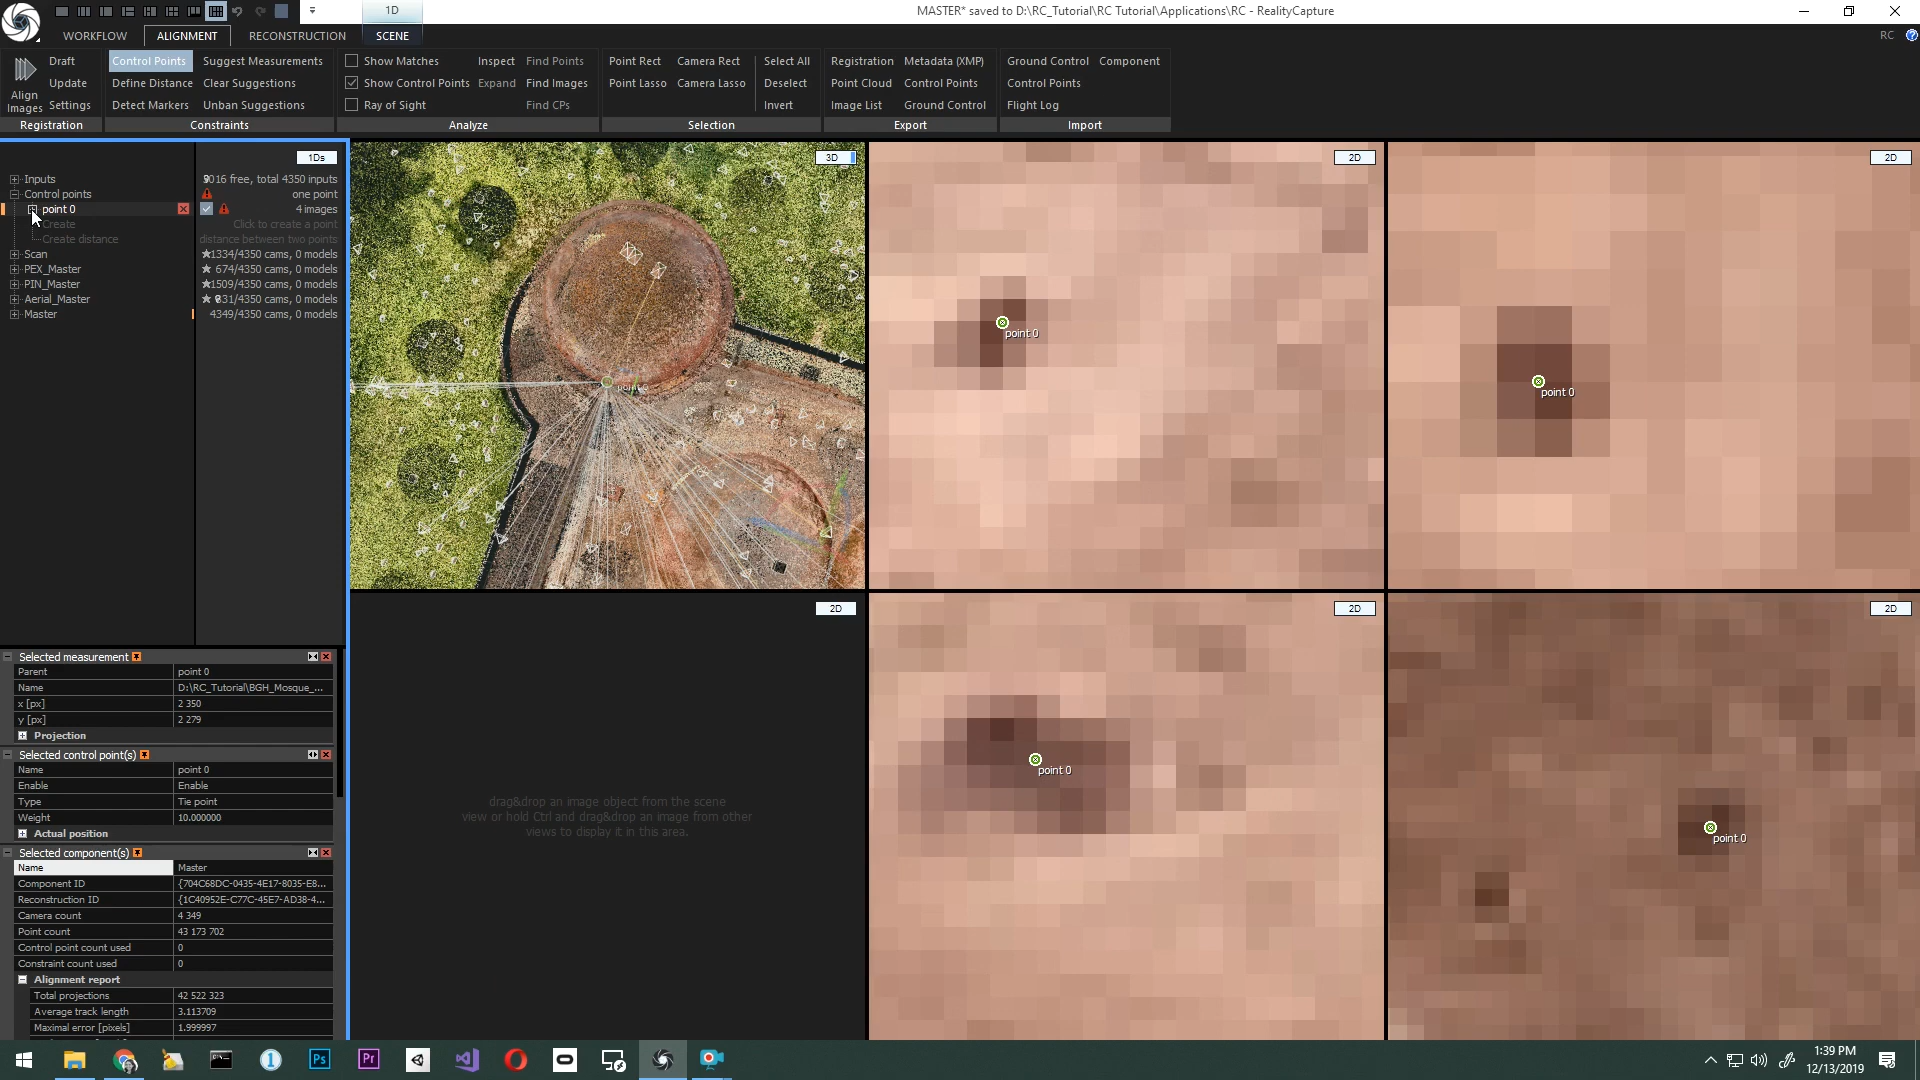 1D
MASTER* saved to D:\RC_Tutorial\RC Tutorial\Applications\RC - RealityCapture
WORKFLOW ALIGNMENT RECONSTRUCTION SCENE RC
Draft Control Points Suggest Measurements Show Matches Inspect Find Points Point Rect Camera Rect Select All Registration Metadata (XMP) Ground Control Component
Update Define Distance Clear Suggestions Show Control Points Expand Find Images Point Lasso Camera Lasso Deselect Point Cloud Control Points Control Points
Align Images Settings Detect Markers Unban Suggestions Ray of Sight Find CPs Invert Image List Ground Control Flight Log
Registration Constraints Analyze Selection Export Import
1Ds 3D 2D 2D
Inputs 3016 free, total 4350 inputs
Control points one point
point 0 4 images
Create Click to create a point
Create distance distance between two points
Scan 1334/4350 cams, 0 models
PEX_Master 674/4350 cams, 0 models
PIN_Master 1509/4350 cams, 0 models
Aerial_Master 831/4350 cams, 0 models
Master 4349/4350 cams, 0 models
point 0
point 0
point 0
2D 2D 2D
drag&drop an image object from the scene
view or hold Ctrl and drag&drop an image from other
views to display it in this area.
point 0
point 0
Selected measurement
Parent point 0
Name D:\RC_Tutorial\BGH_Mosque_...
x [px] 2 350
y [px] 2 279
Projection
Selected control point(s)
Name point 0
Enable Enable
Type Tie point
Weight 10.000000
Actual position
Selected component(s)
Name Master
Component ID {704C68DC-0435-4E17-8035-E8...
Reconstruction ID {1C40952E-C77C-45E7-AD38-4...
Camera count 4 349
Point count 43 173 702
Control point count used 0
Constraint count used 0
Alignment report
Total projections 42 522 323
Average track length 3.113709
Maximal error [pixels] 1.999997
Ps Pr
1:39 PM
12/13/2019